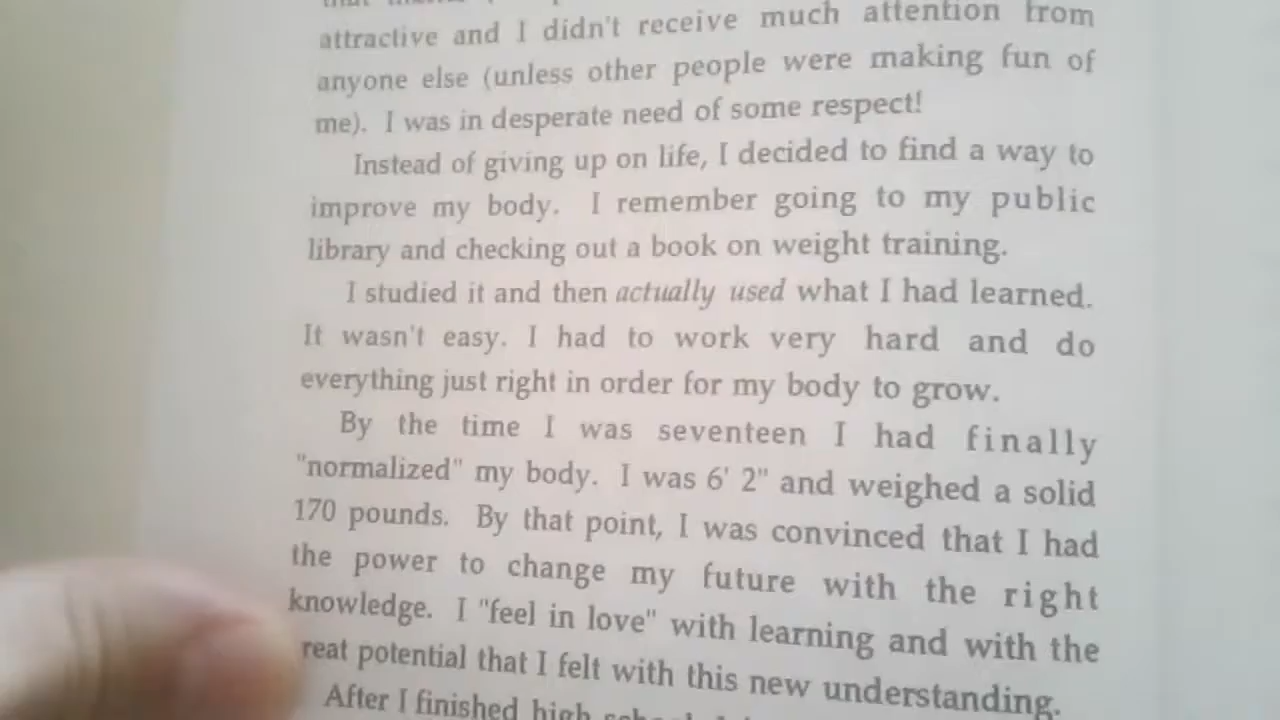 attractive and I didn't receive much attention from
anyone else (unless other people were making fun of
me). I was in desperate need of some respect!
Instead of giving up on life, I decided to find a way to
improve my body. I remember going to my public
library and checking out a book on weight training.
I studied it and then actually used what I had learned.
It wasn't easy. I had to work very hard and do
everything just right in order for my body to grow.
By the time I was seventeen I had finally
"normalized" my body. I was 6' 2" and weighed a solid
170 pounds. By that point, I was convinced that I had
the power to change my future with the right
knowledge. I "feel in love" with learning and with the
reat potential that I felt with this new understanding.
After I finished high